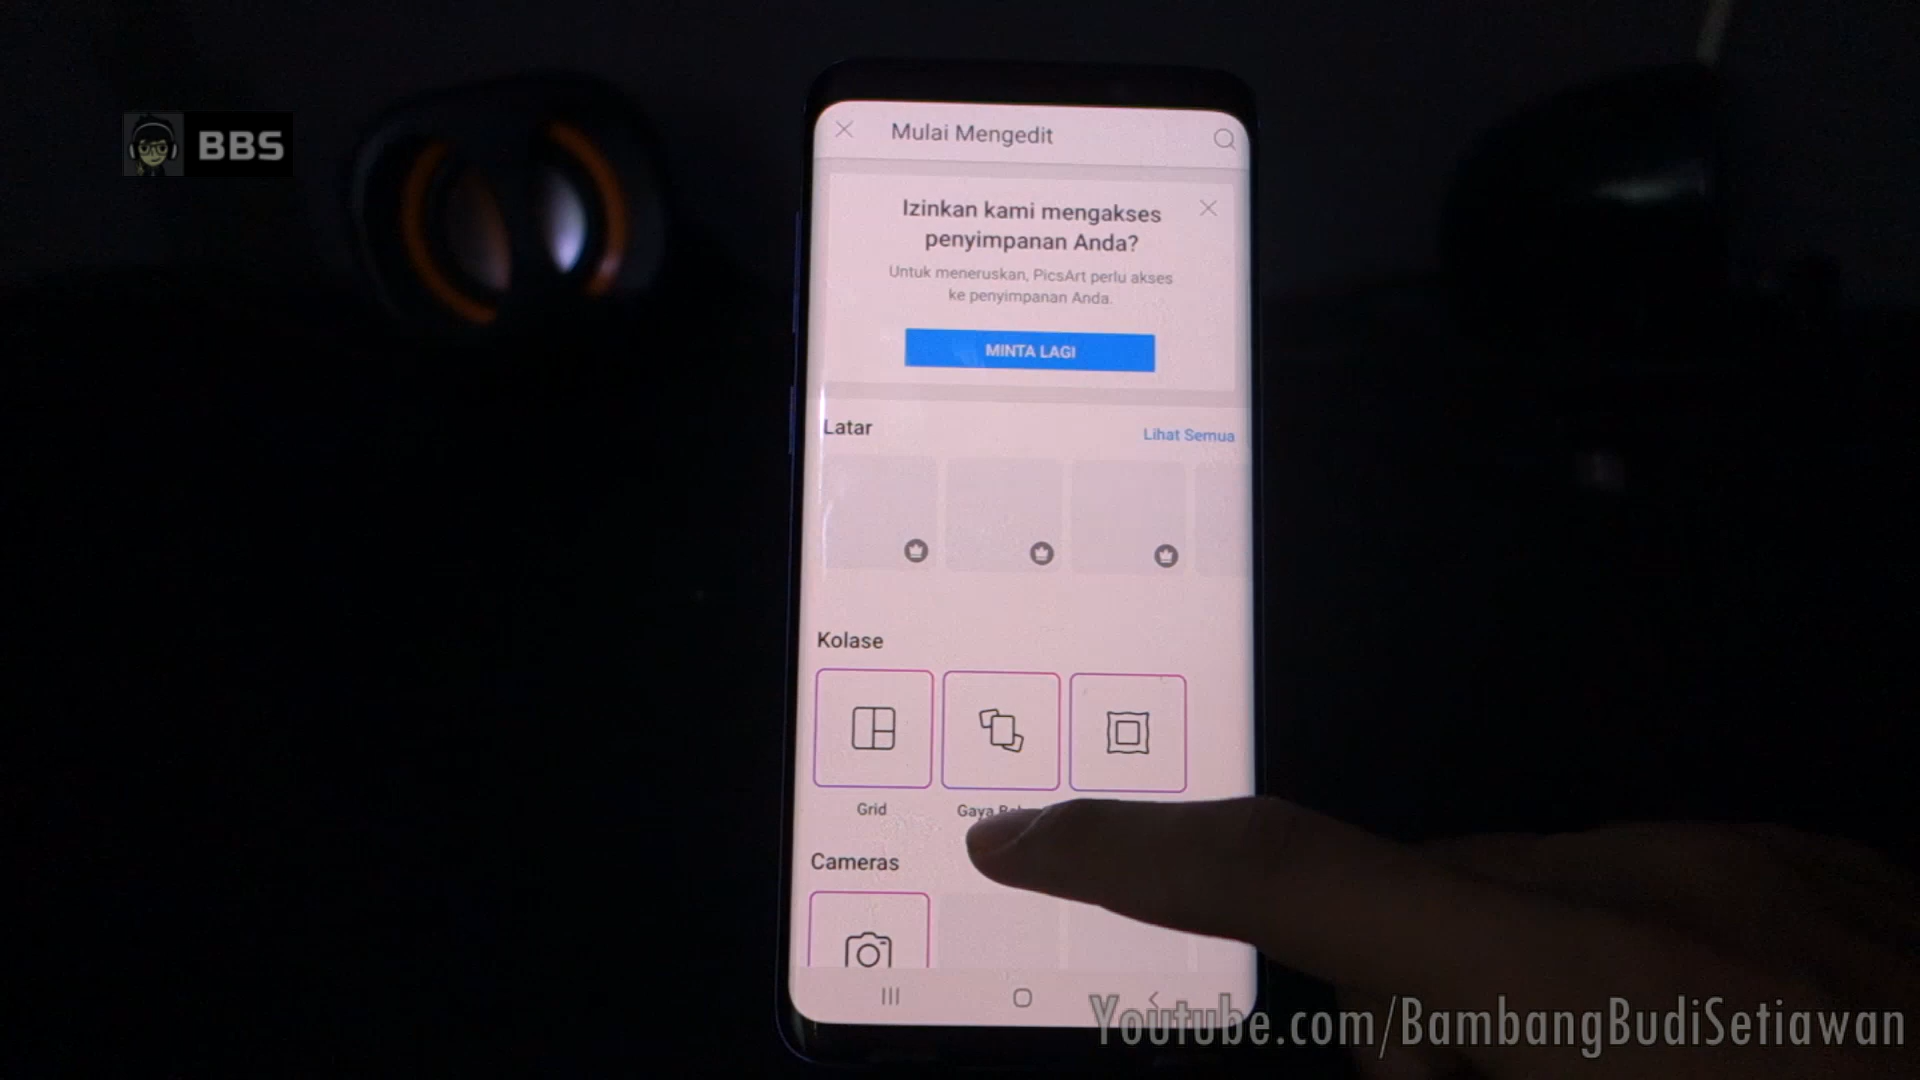 BBS
Mulai Mengedit
Izinkan kami mengakses
penyimpanan Anda?
Untuk meneruskan, PicsArt perlu akses
ke penyimpanan Anda.
MINTA LAGI
Latar
Lihat Semua
Kolase
Grid
Gaya
Cameras
Youtube.com/BambangBudiSetiawan